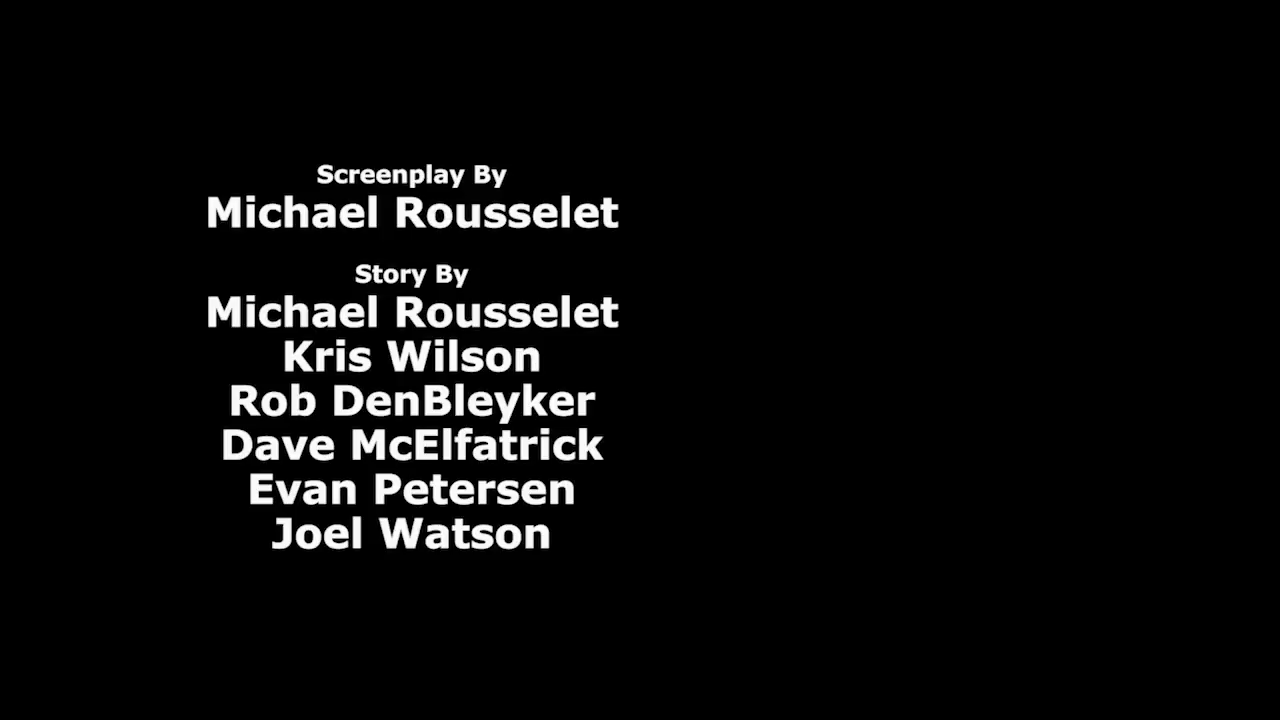 Screenplay By
Michael Rousselet
Story By
Michael Rousselet
Kris Wilson
Rob DenBleyker
Dave McElfatrick
Evan Petersen
Joel Watson